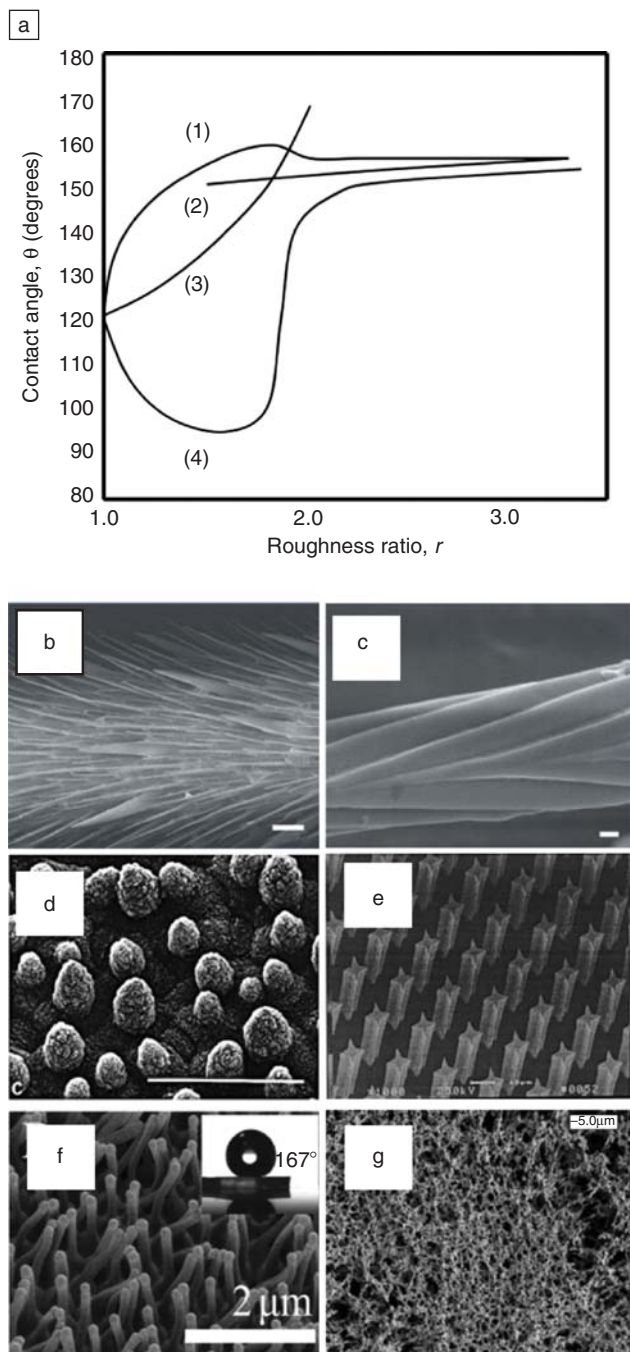 a
180
170
160
150
140
130
120
110
100
90
80
Contact angle, θ (degrees)
(1)
(2)
(3)
(4)
1.0 2.0 3.0
Roughness ratio, r
b
c
d
c
e
f
167°
2 μm
g
–5.0μm